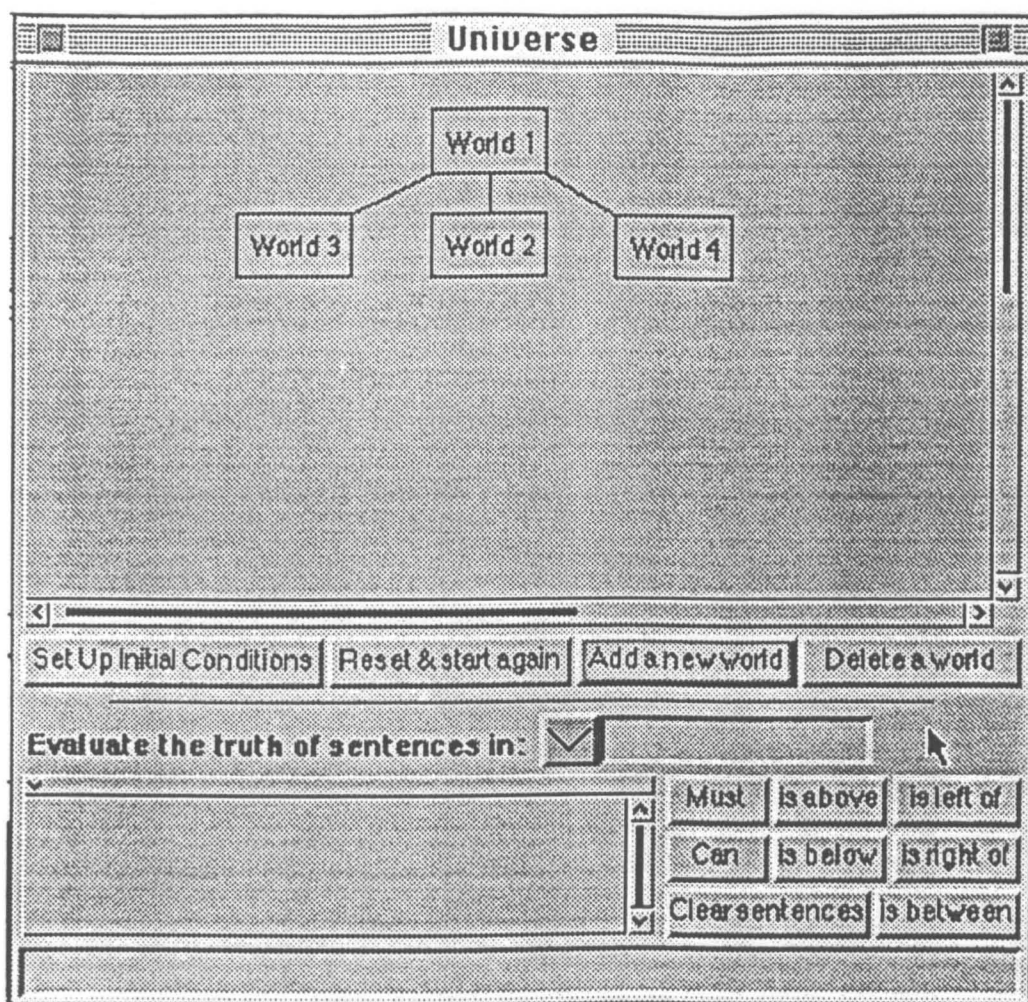 Universe
World 1
World 3 World 2 World 4
Set Up Initial Conditions Reset & start again Add a new world Delete a world
Evaluate the truth of sentences in:
Must is above is left of
Can is below is right of
Clear sentences is between